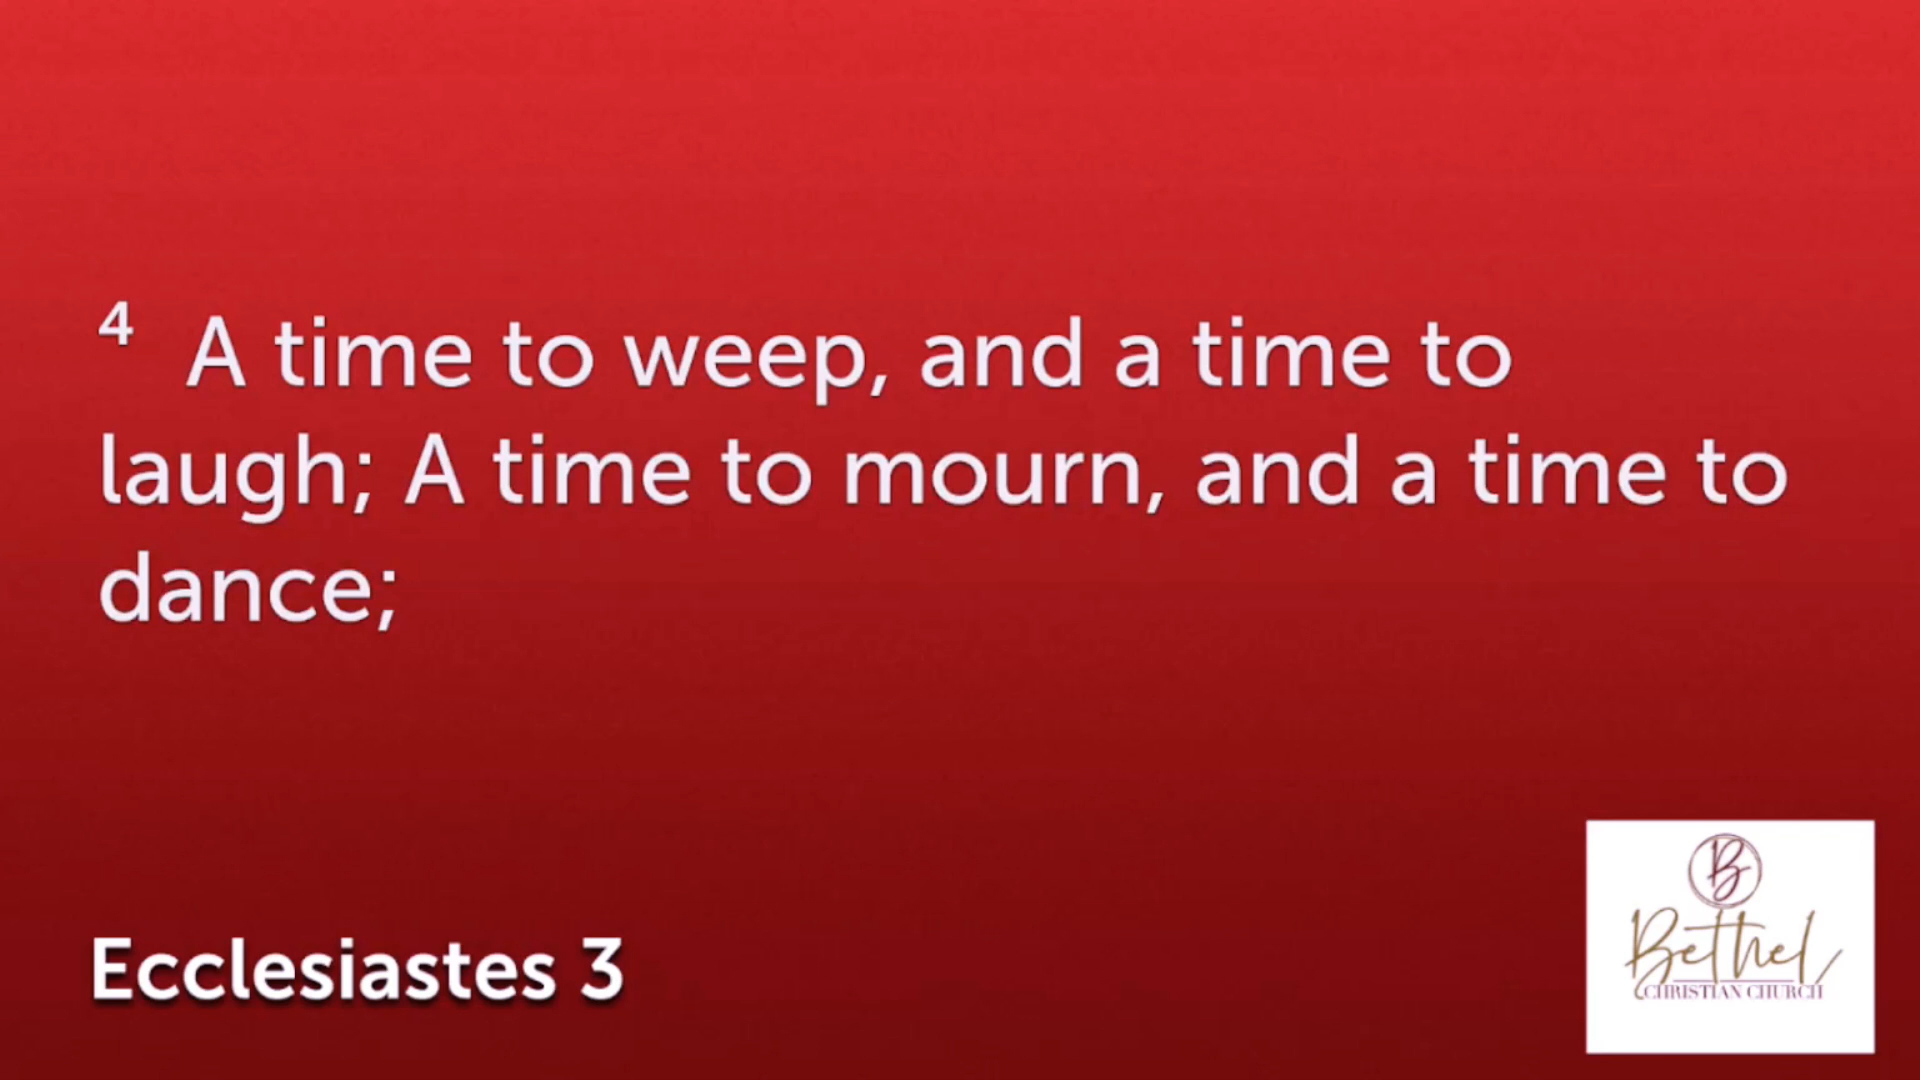 4 A time to weep, and a time to
laugh; A time to mourn, and a time to
dance;
Ecclesiastes 3
B
Bethel
CHRISTIAN CHURCH